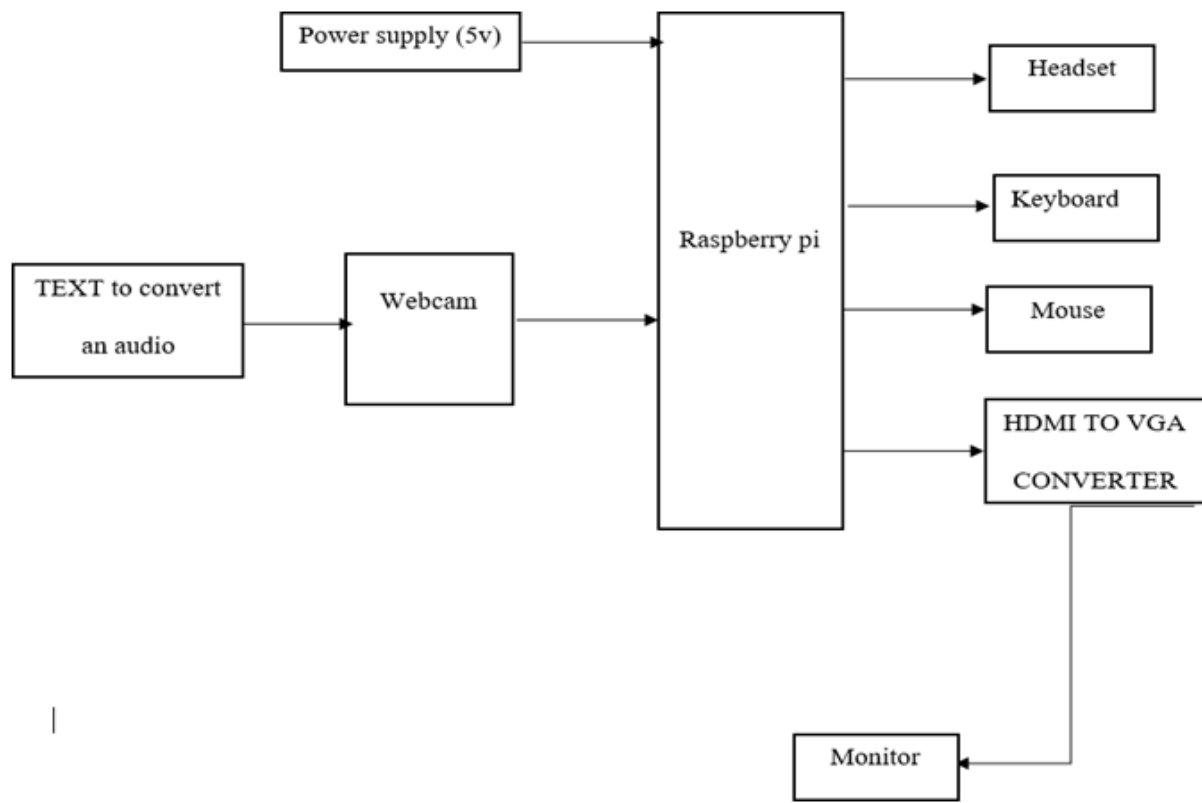 Power supply (5v)
Headset
Keyboard
Raspberry pi
TEXT to convert
an audio
Webcam
Mouse
HDMI TO VGA
CONVERTER
Monitor